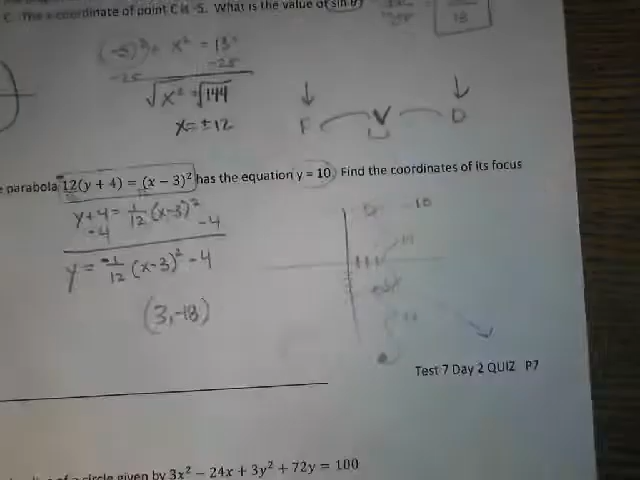 C. The x-coordinate of point C is -5. What is the value of sin θ?
18
(-5)² + x² = 13²
-25 -25
√x² = √144
x = ±12
F V D
parabola -12(y + 4) = (x − 3)² has the equation y = 10. Find the coordinates of its focus
y+4 = 1/12 (x-3)²
-4 -4
y = -1/12 (x-3)² - 4
10
(3, -18)
Test 7 Day 2 QUIZ P7
of a circle given by 3x² − 24x + 3y² + 72y = 100